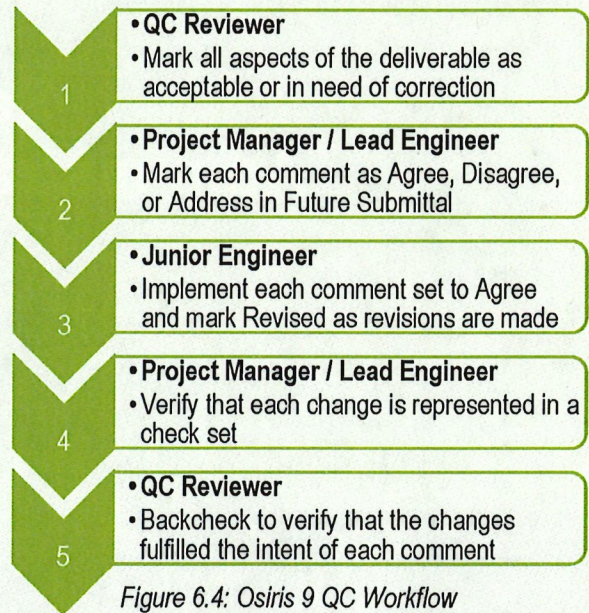 • QC Reviewer
• Mark all aspects of the deliverable as
acceptable or in need of correction
1
• Project Manager / Lead Engineer
• Mark each comment as Agree, Disagree,
or Address in Future Submittal
2
• Junior Engineer
• Implement each comment set to Agree
and mark Revised as revisions are made
3
• Project Manager / Lead Engineer
• Verify that each change is represented in a
check set
4
• QC Reviewer
• Backcheck to verify that the changes
fulfilled the intent of each comment
5
Figure 6.4: Osiris 9 QC Workflow